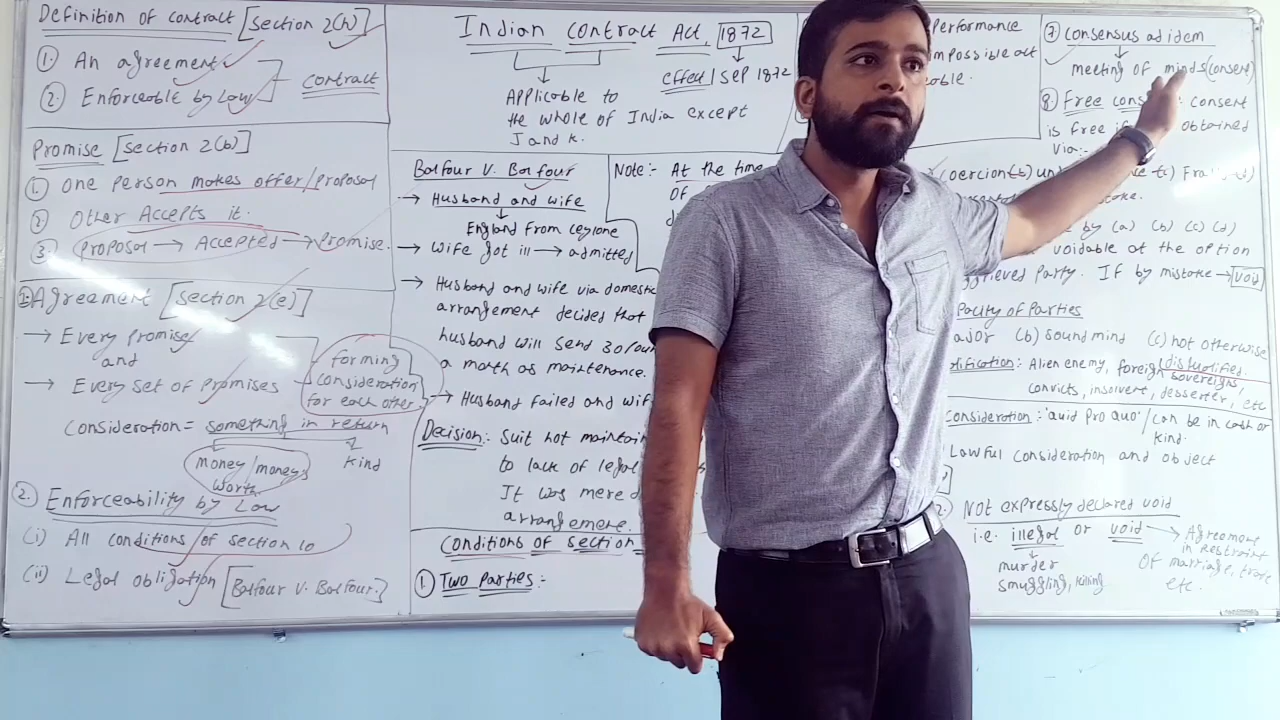 Definition of contract [Section 2(h)]
1. An agreement
2. Enforceable by Law
contract
Promise [Section 2(b)]
1. One person makes offer/proposal
2. Other Accepts it.
3. Proposal → Accepted → Promise.
1. Agreement [Section 2(e)]
→ Every promise
and
→ Every set of promises
forming
consideration
for each other
consideration = something in return
money/money's
worth
kind
2. Enforceability by Law
(i) All conditions of section 10
(ii) Legal obligation [Balfour V. Balfour.]
Indian Contract Act, 1872
effect 1 Sep 1872
Applicable to
the whole of India except
J and K.
Balfour V. Balfour
→ Husband and wife
England from Ceylone
→ Wife got ill → admitted
→ Husband and wife via domestic
arrangement decided that
husband will send 30
a month as maintenance.
→ Husband failed and
Decision: Suit not
to lack of legal
It was mere
arrangement.
Conditions of section
1. Two Parties:-
Note:- At the time
of
Performance
impossible act
7. Consensus ad idem
meeting of minds (consent)
8. Free consent
is free if obtained
via:-
by (a) (b) (c) (d)
voidable at the option
Party. If by mistake → void
of Parties
(b) sound mind (c) not otherwise
disqualified.
Alien enemy, foreign sovereigns,
convicts, insolvent, desserter, etc
Consideration: 'Quid Pro Quo' / can be in cash or
kind.
Lawful consideration and object
Not expressly declared void
i.e. illegal or void → Agreement
in restraint
of marriage, trade
etc.
murder
smuggling, killing